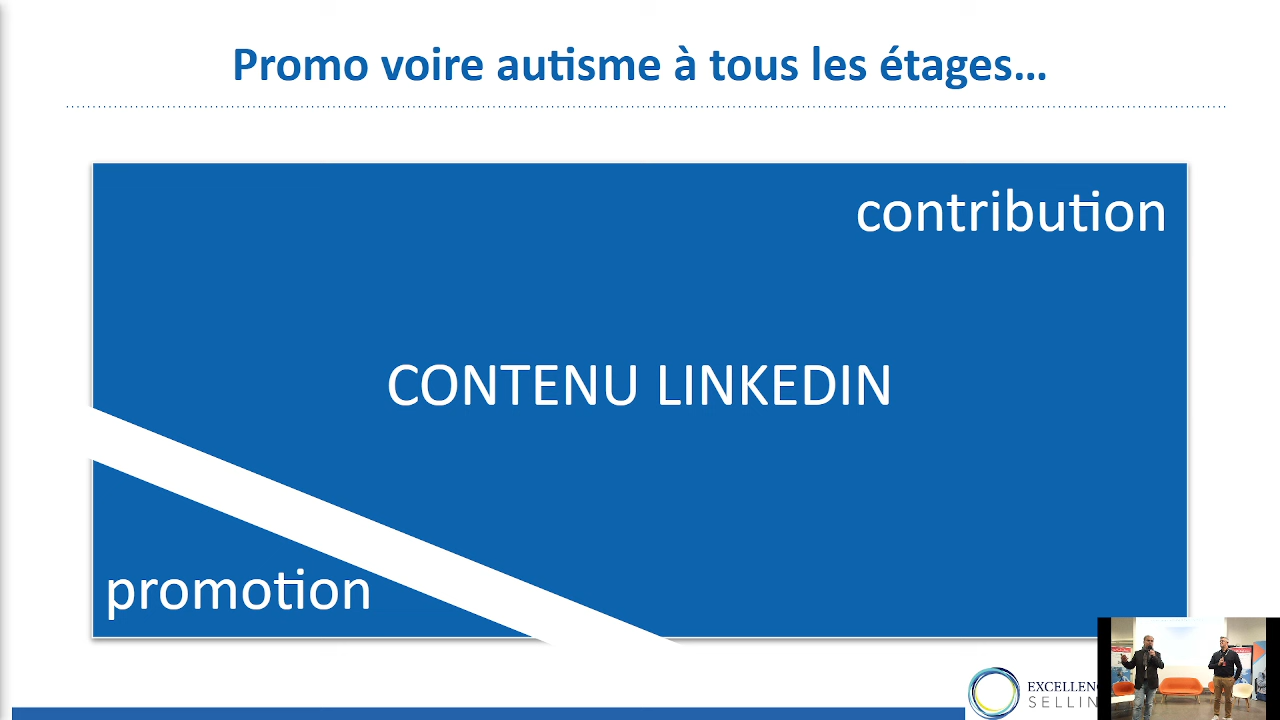 Promo voire autisme à tous les étages...
contribution
CONTENU LINKEDIN
promotion